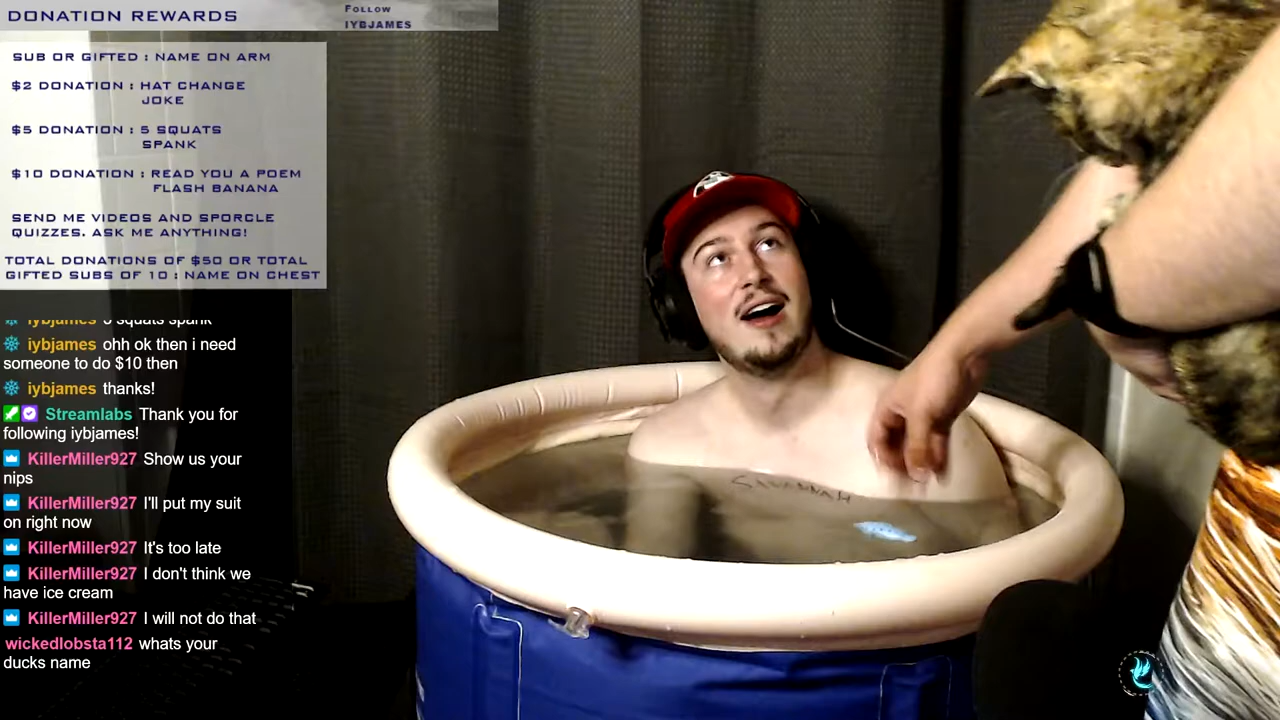 DONATION REWARDS
FOLLOW
IYBJAMES
SUB OR GIFTED : NAME ON ARM
$2 DONATION : HAT CHANGE
JOKE
$5 DONATION : 5 SQUATS
SPANK
$10 DONATION : READ YOU A POEM
FLASH BANANA
SEND ME VIDEOS AND SPORCLE
QUIZZES. ASK ME ANYTHING!
TOTAL DONATIONS OF $50 OR TOTAL
GIFTED SUBS OF 10 : NAME ON CHEST
iybjames 5 squats spank
iybjames ohh ok then i need
someone to do $10 then
iybjames thanks!
Streamlabs Thank you for
following iybjames!
KillerMiller927 Show us your
nips
KillerMiller927 I'll put my suit
on right now
KillerMiller927 It's too late
KillerMiller927 I don't think we
have ice cream
KillerMiller927 I will not do that
wickedlobsta112 whats your
ducks name
SAVANNAH